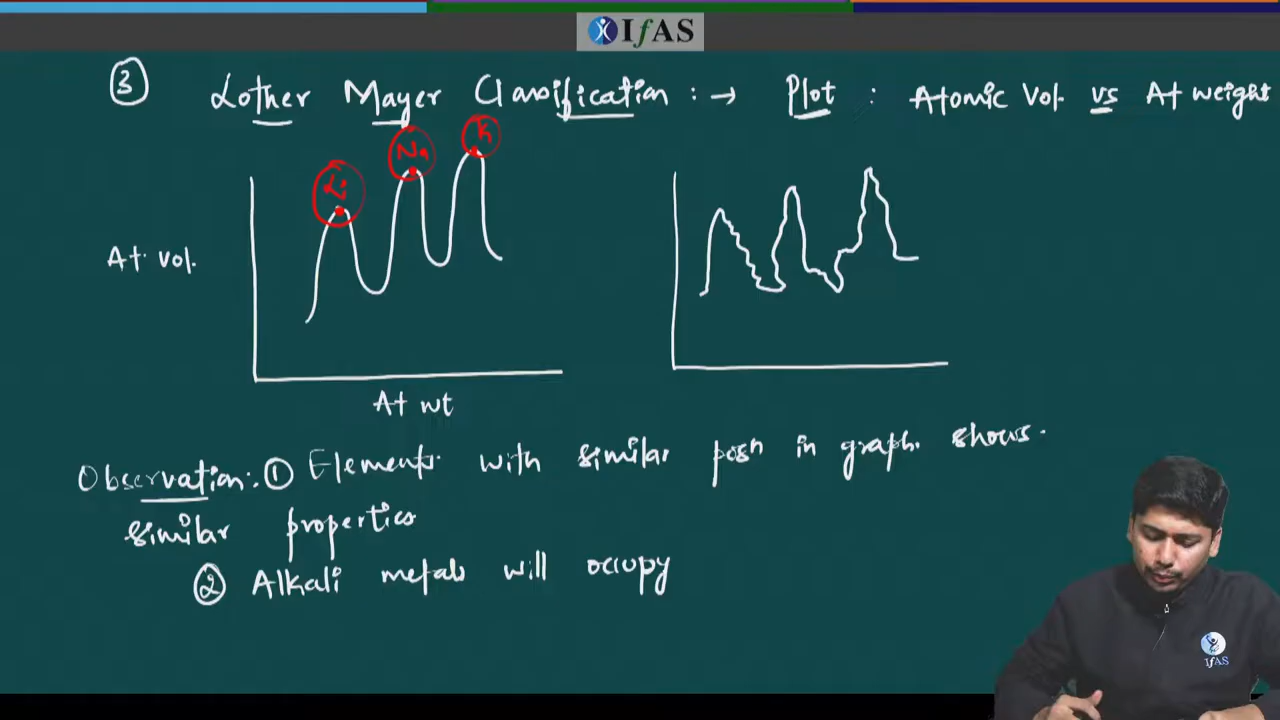 IfAS
③ Lother Mayer Classification :→ Plot : Atomic Vol. vs At weight
Li
Na
K
At. vol.
At wt
Observation:. ① Elements with similar posn in graph. shows.
similar properties
② Alkali metals will occupy
IfAS